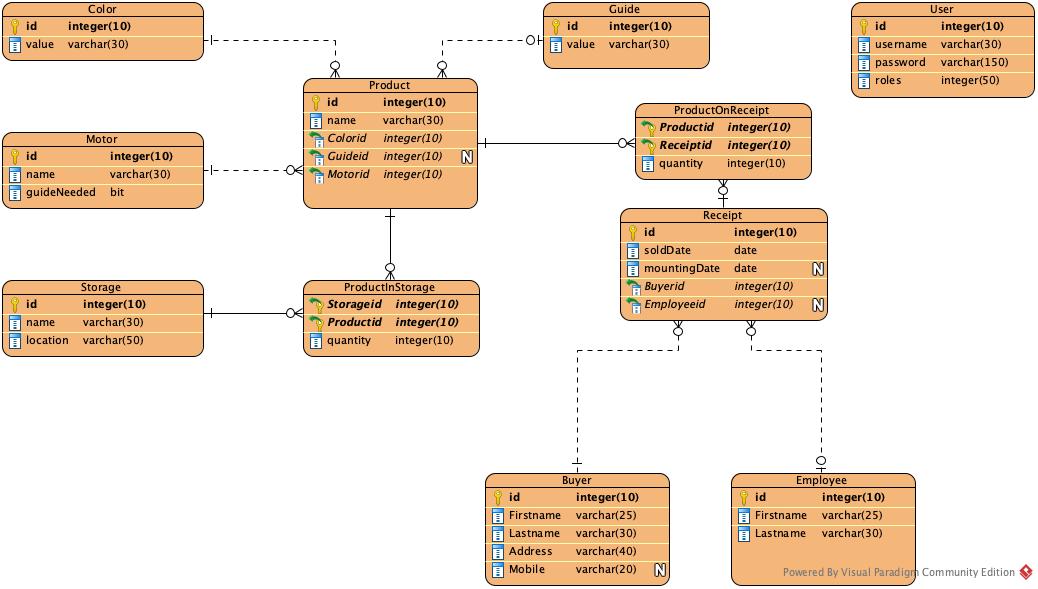 Color
id integer(10)
value varchar(30)
Guide
id integer(10)
value varchar(30)
User
id integer(10)
username varchar(30)
password varchar(150)
roles integer(50)
Product
id integer(10)
name varchar(30)
Colorid integer(10)
Guideid integer(10) N
Motorid integer(10)
ProductOnReceipt
Productid integer(10)
Receiptid integer(10)
quantity integer(10)
Motor
id integer(10)
name varchar(30)
guideNeeded bit
Receipt
id integer(10)
soldDate date
mountingDate date N
Buyerid integer(10)
Employeeid integer(10) N
Storage
id integer(10)
name varchar(30)
location varchar(50)
ProductInStorage
Storageid integer(10)
Productid integer(10)
quantity integer(10)
Buyer
id integer(10)
Firstname varchar(25)
Lastname varchar(30)
Address varchar(40)
Mobile varchar(20) N
Employee
id integer(10)
Firstname varchar(25)
Lastname varchar(30)
Powered By Visual Paradigm Community Edition